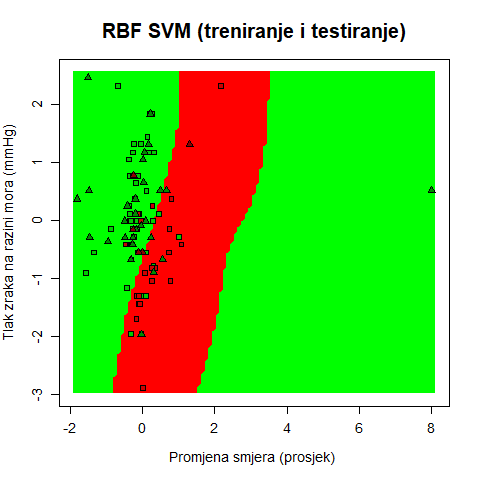 RBF SVM (treniranje i testiranje)
Tlak zraka na razini mora (mmHg)
2
1
0
-1
-2
-3
-2 0 2 4 6 8
Promjena smjera (prosjek)